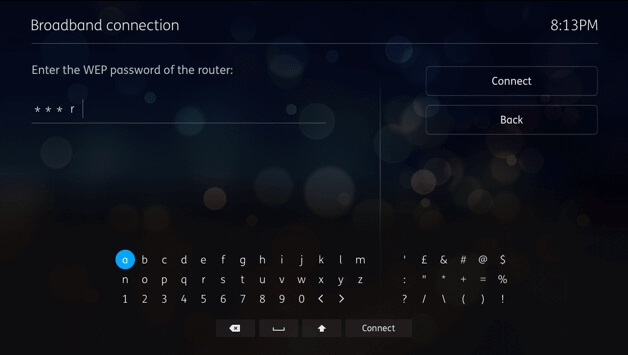 Broadband connection 8:13PM
Enter the WEP password of the router:
* * * r
Connect
Back
a b c d e f g h i j k l m ' £ & # @ $
n o p q r s t u v w x y z : " * + = %
1 2 3 4 5 6 7 8 9 0 < > ? / \ ( ) !
Connect